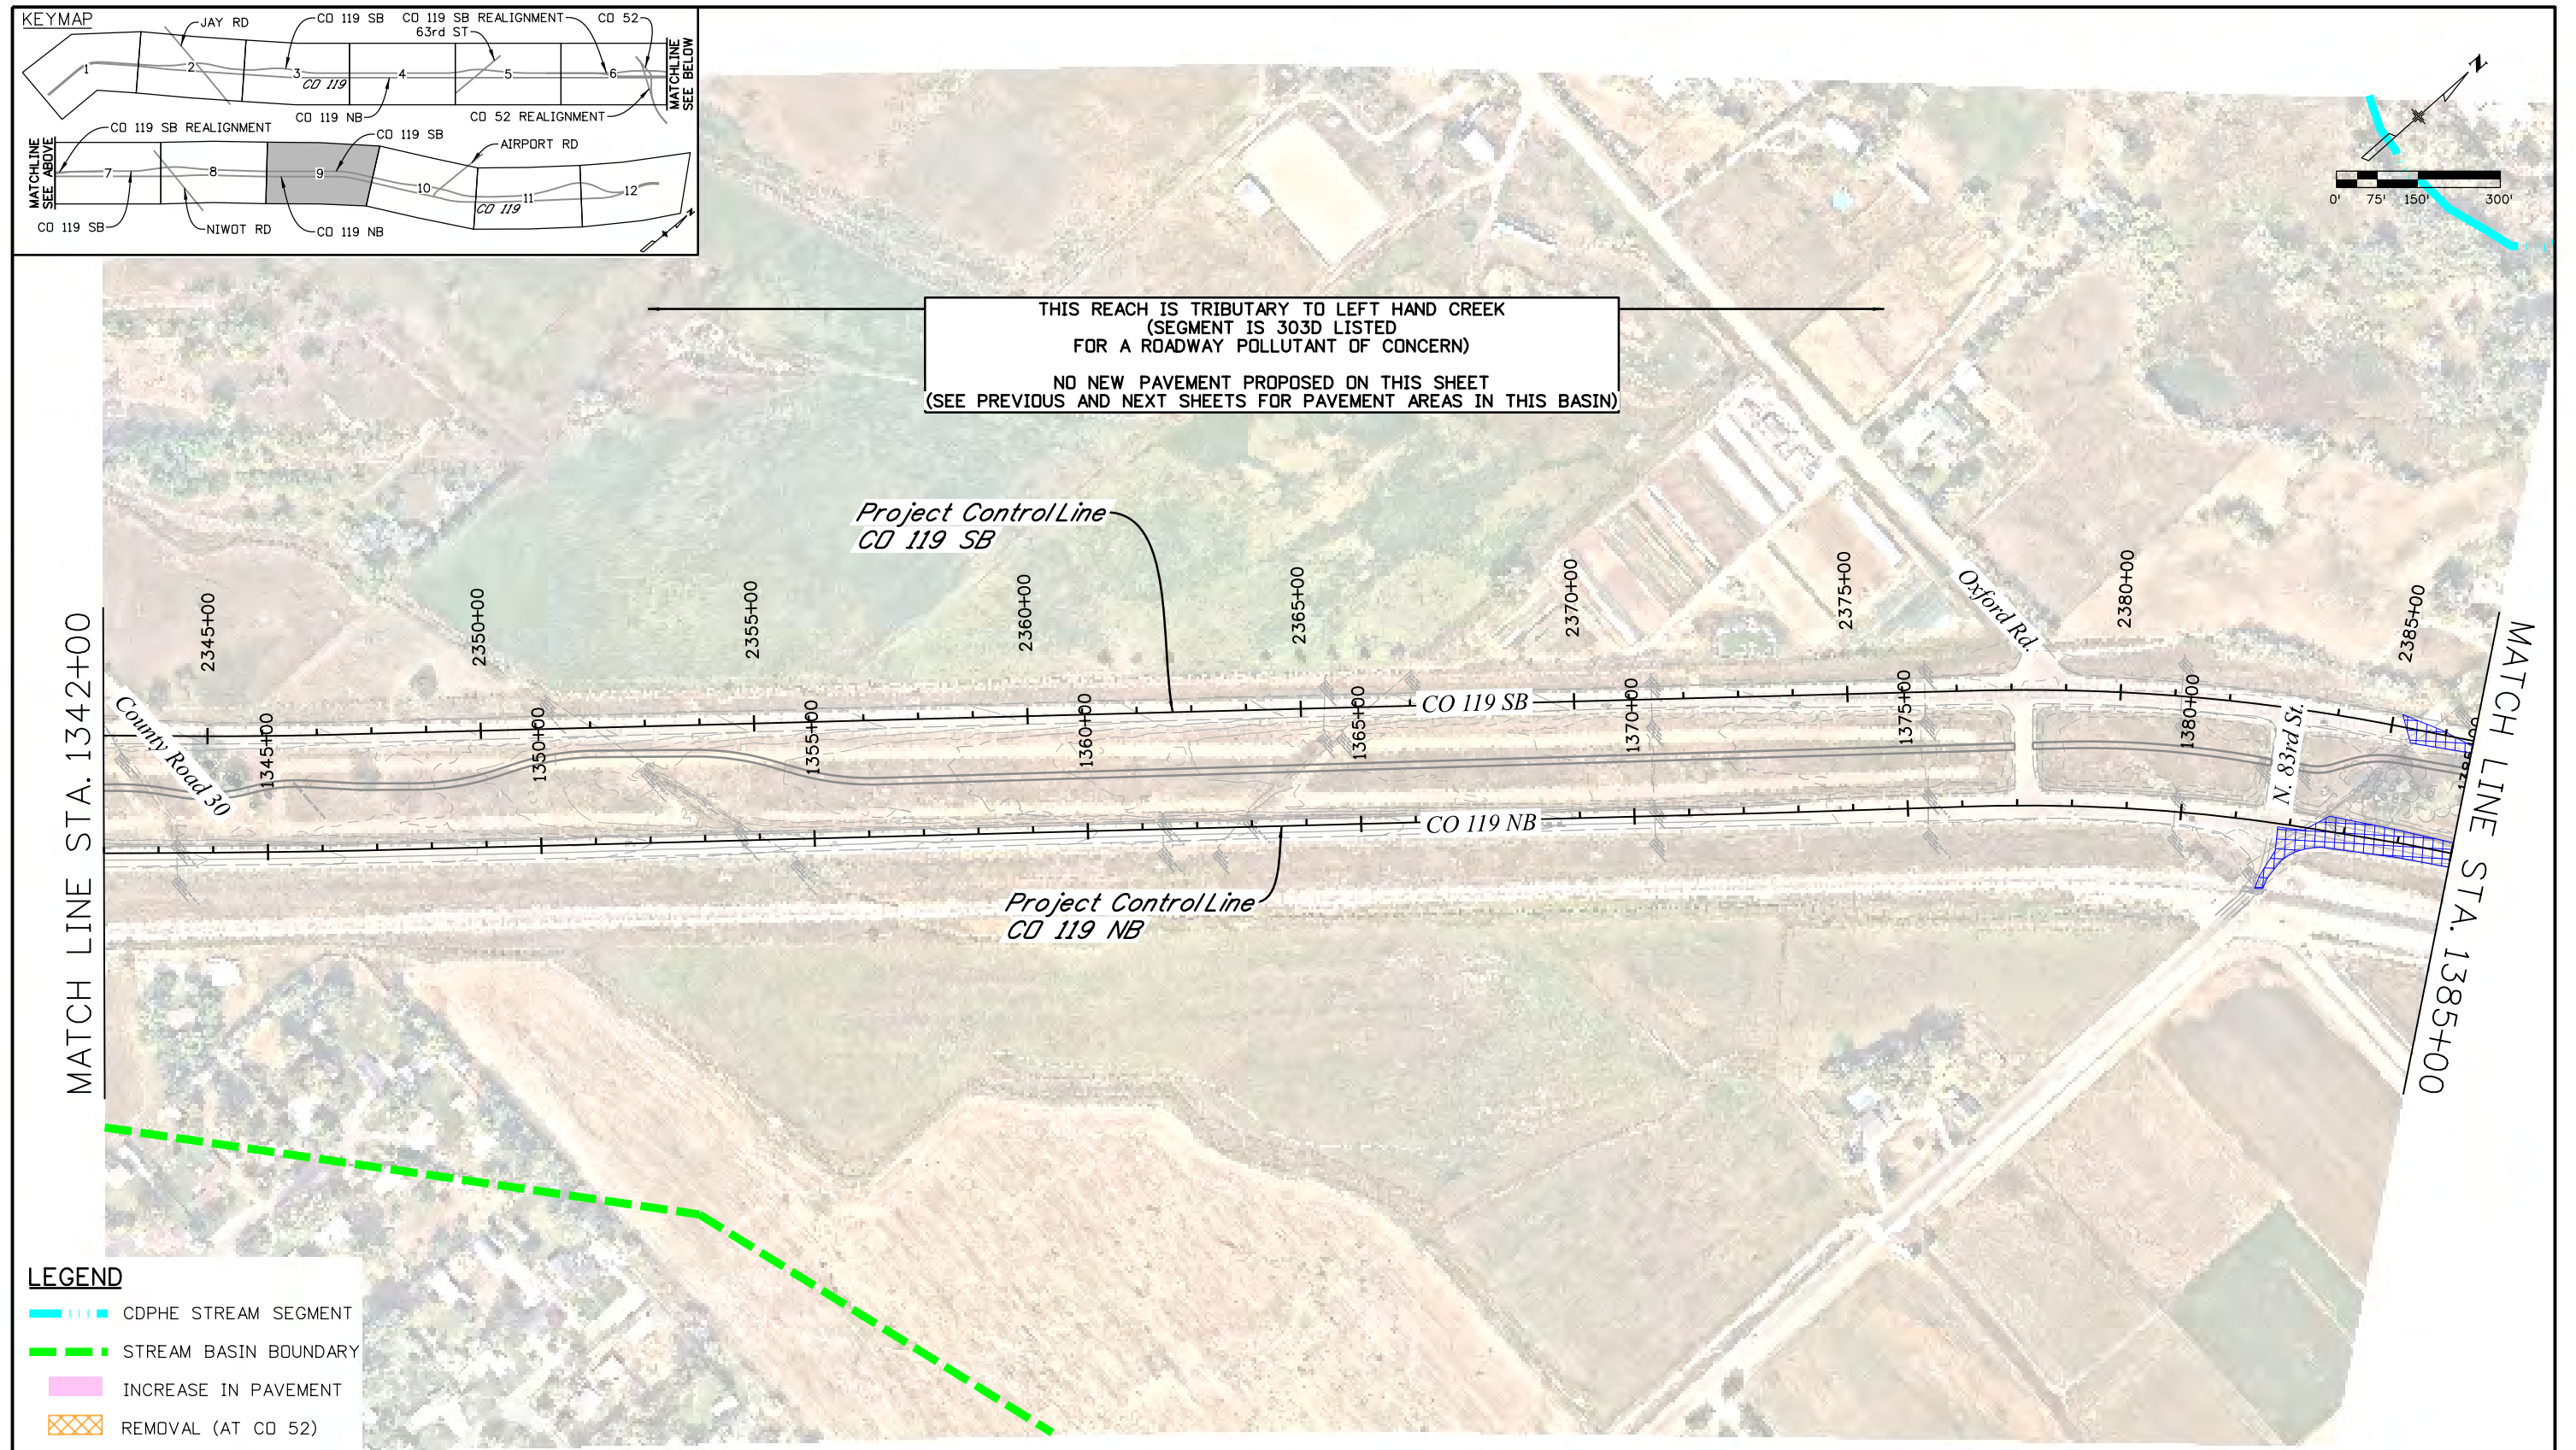 KEYMAP
JAY RD
CO 119 SB
CO 119 SB REALIGNMENT
CO 52
63rd ST
1
2
3
4
5
6
CO 119
CO 119 NB
CO 52 REALIGNMENT
MATCHLINE
SEE BELOW
MATCHLINE
SEE ABOVE
CO 119 SB REALIGNMENT
CO 119 SB
AIRPORT RD
7
8
9
10
11
12
CO 119
CO 119 SB
NIWOT RD
CO 119 NB
N
N
0'
75'
150'
300'
THIS REACH IS TRIBUTARY TO LEFT HAND CREEK
(SEGMENT IS 303D LISTED
FOR A ROADWAY POLLUTANT OF CONCERN)
NO NEW PAVEMENT PROPOSED ON THIS SHEET
(SEE PREVIOUS AND NEXT SHEETS FOR PAVEMENT AREAS IN THIS BASIN)
Project Control Line
CO 119 SB
2345+00
2350+00
2355+00
2360+00
2365+00
2370+00
2375+00
2380+00
2385+00
Oxford Rd.
MATCH LINE STA. 1342+00
County Road 30
CO 119 SB
1345+00
1350+00
1355+00
1360+00
1365+00
1370+00
1375+00
1380+00
N. 83rd St.
CO 119 NB
Project Control Line
CO 119 NB
MATCH LINE STA. 1385+00
LEGEND
CDPHE STREAM SEGMENT
STREAM BASIN BOUNDARY
INCREASE IN PAVEMENT
REMOVAL (AT CO 52)